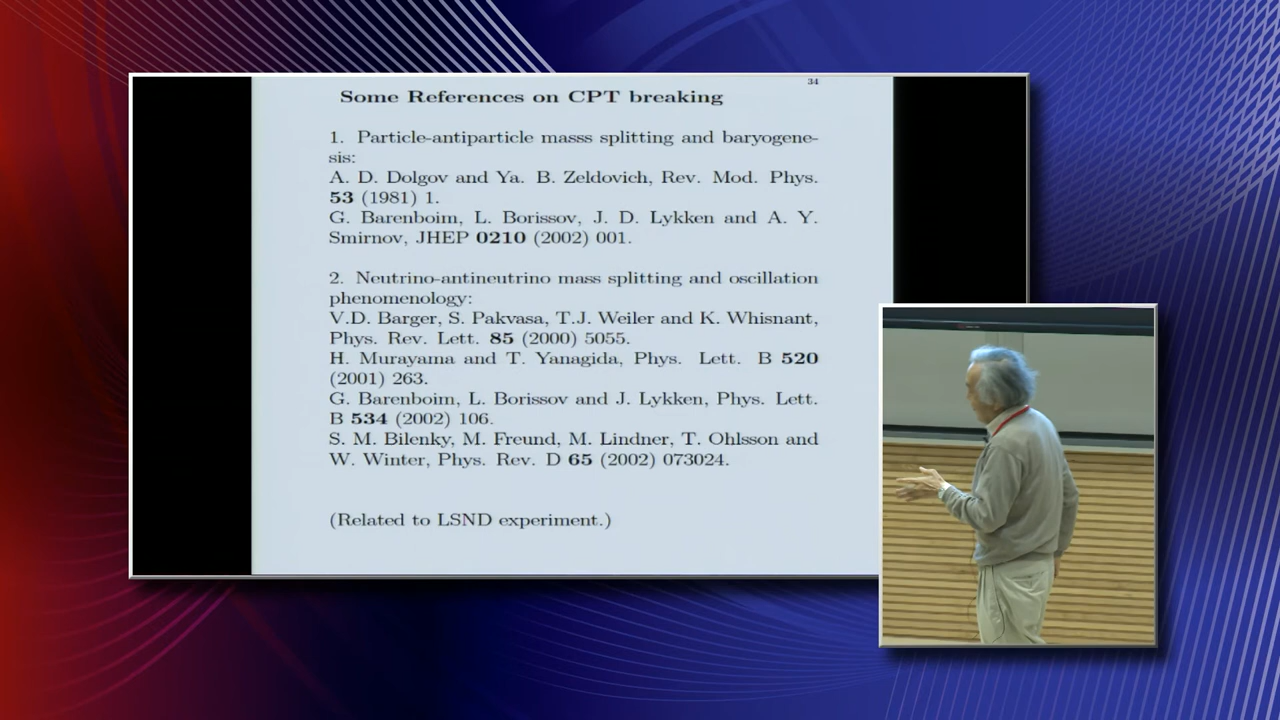 34
Some References on CPT breaking
1. Particle-antiparticle masss splitting and baryogene-
sis:
A. D. Dolgov and Ya. B. Zeldovich, Rev. Mod. Phys.
53 (1981) 1.
G. Barenboim, L. Borissov, J. D. Lykken and A. Y.
Smirnov, JHEP 0210 (2002) 001.
2. Neutrino-antineutrino mass splitting and oscillation
phenomenology:
V.D. Barger, S. Pakvasa, T.J. Weiler and K. Whisnant,
Phys. Rev. Lett. 85 (2000) 5055.
H. Murayama and T. Yanagida, Phys. Lett. B 520
(2001) 263.
G. Barenboim, L. Borissov and J. Lykken, Phys. Lett.
B 534 (2002) 106.
S. M. Bilenky, M. Freund, M. Lindner, T. Ohlsson and
W. Winter, Phys. Rev. D 65 (2002) 073024.
(Related to LSND experiment.)